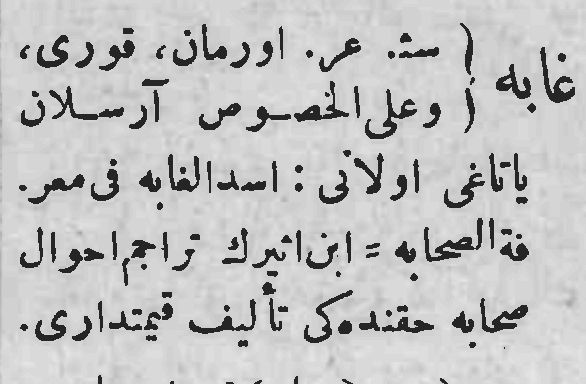 غابه ( سث. عر. اورمان، قوری،
( وعلی‌الخصوص آرسلان
یاتاغی اولانی : اسدالغابه فی معر.
فةالصحابه = ابن اثیرك تراجم احوال
صحابه حقنده‌کی تألیف قیمتداری.